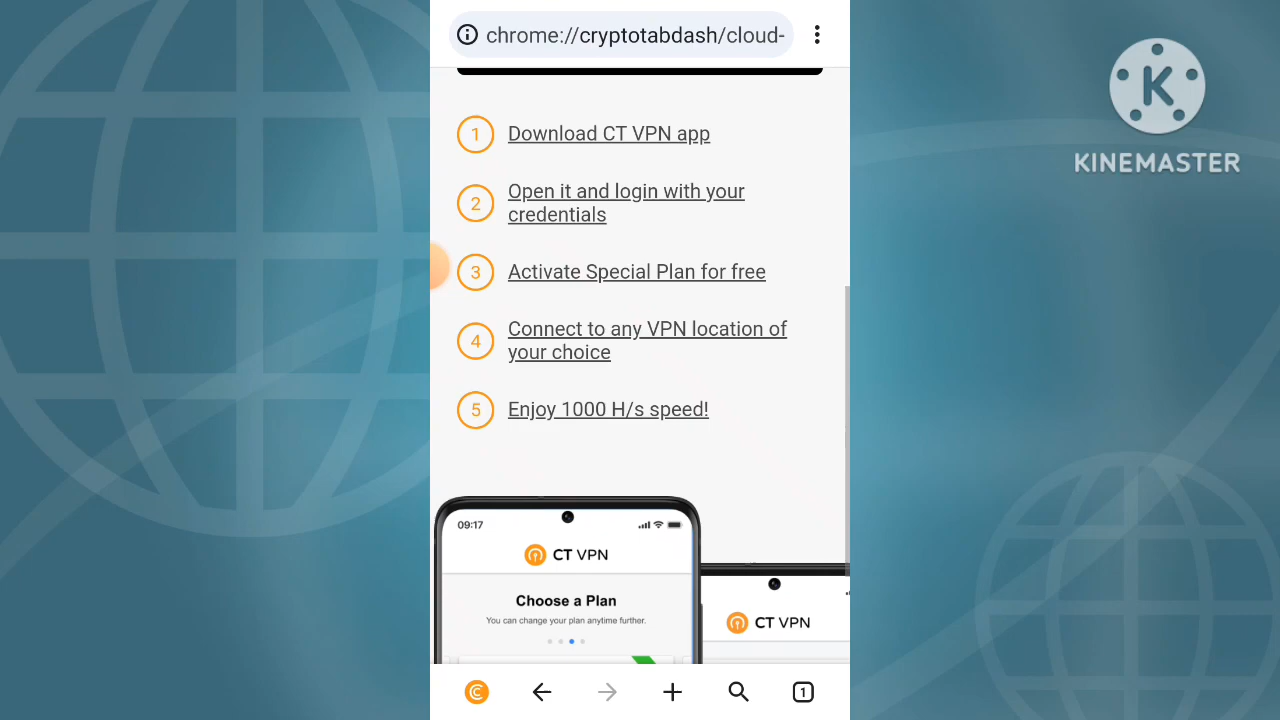 chrome://cryptotabdash/cloud-
KINEMASTER
1 Download CT VPN app
2 Open it and login with your
credentials
3 Activate Special Plan for free
4 Connect to any VPN location of
your choice
5 Enjoy 1000 H/s speed!
09:17
CT VPN
Choose a Plan
You can change your plan anytime further.
CT VPN
1